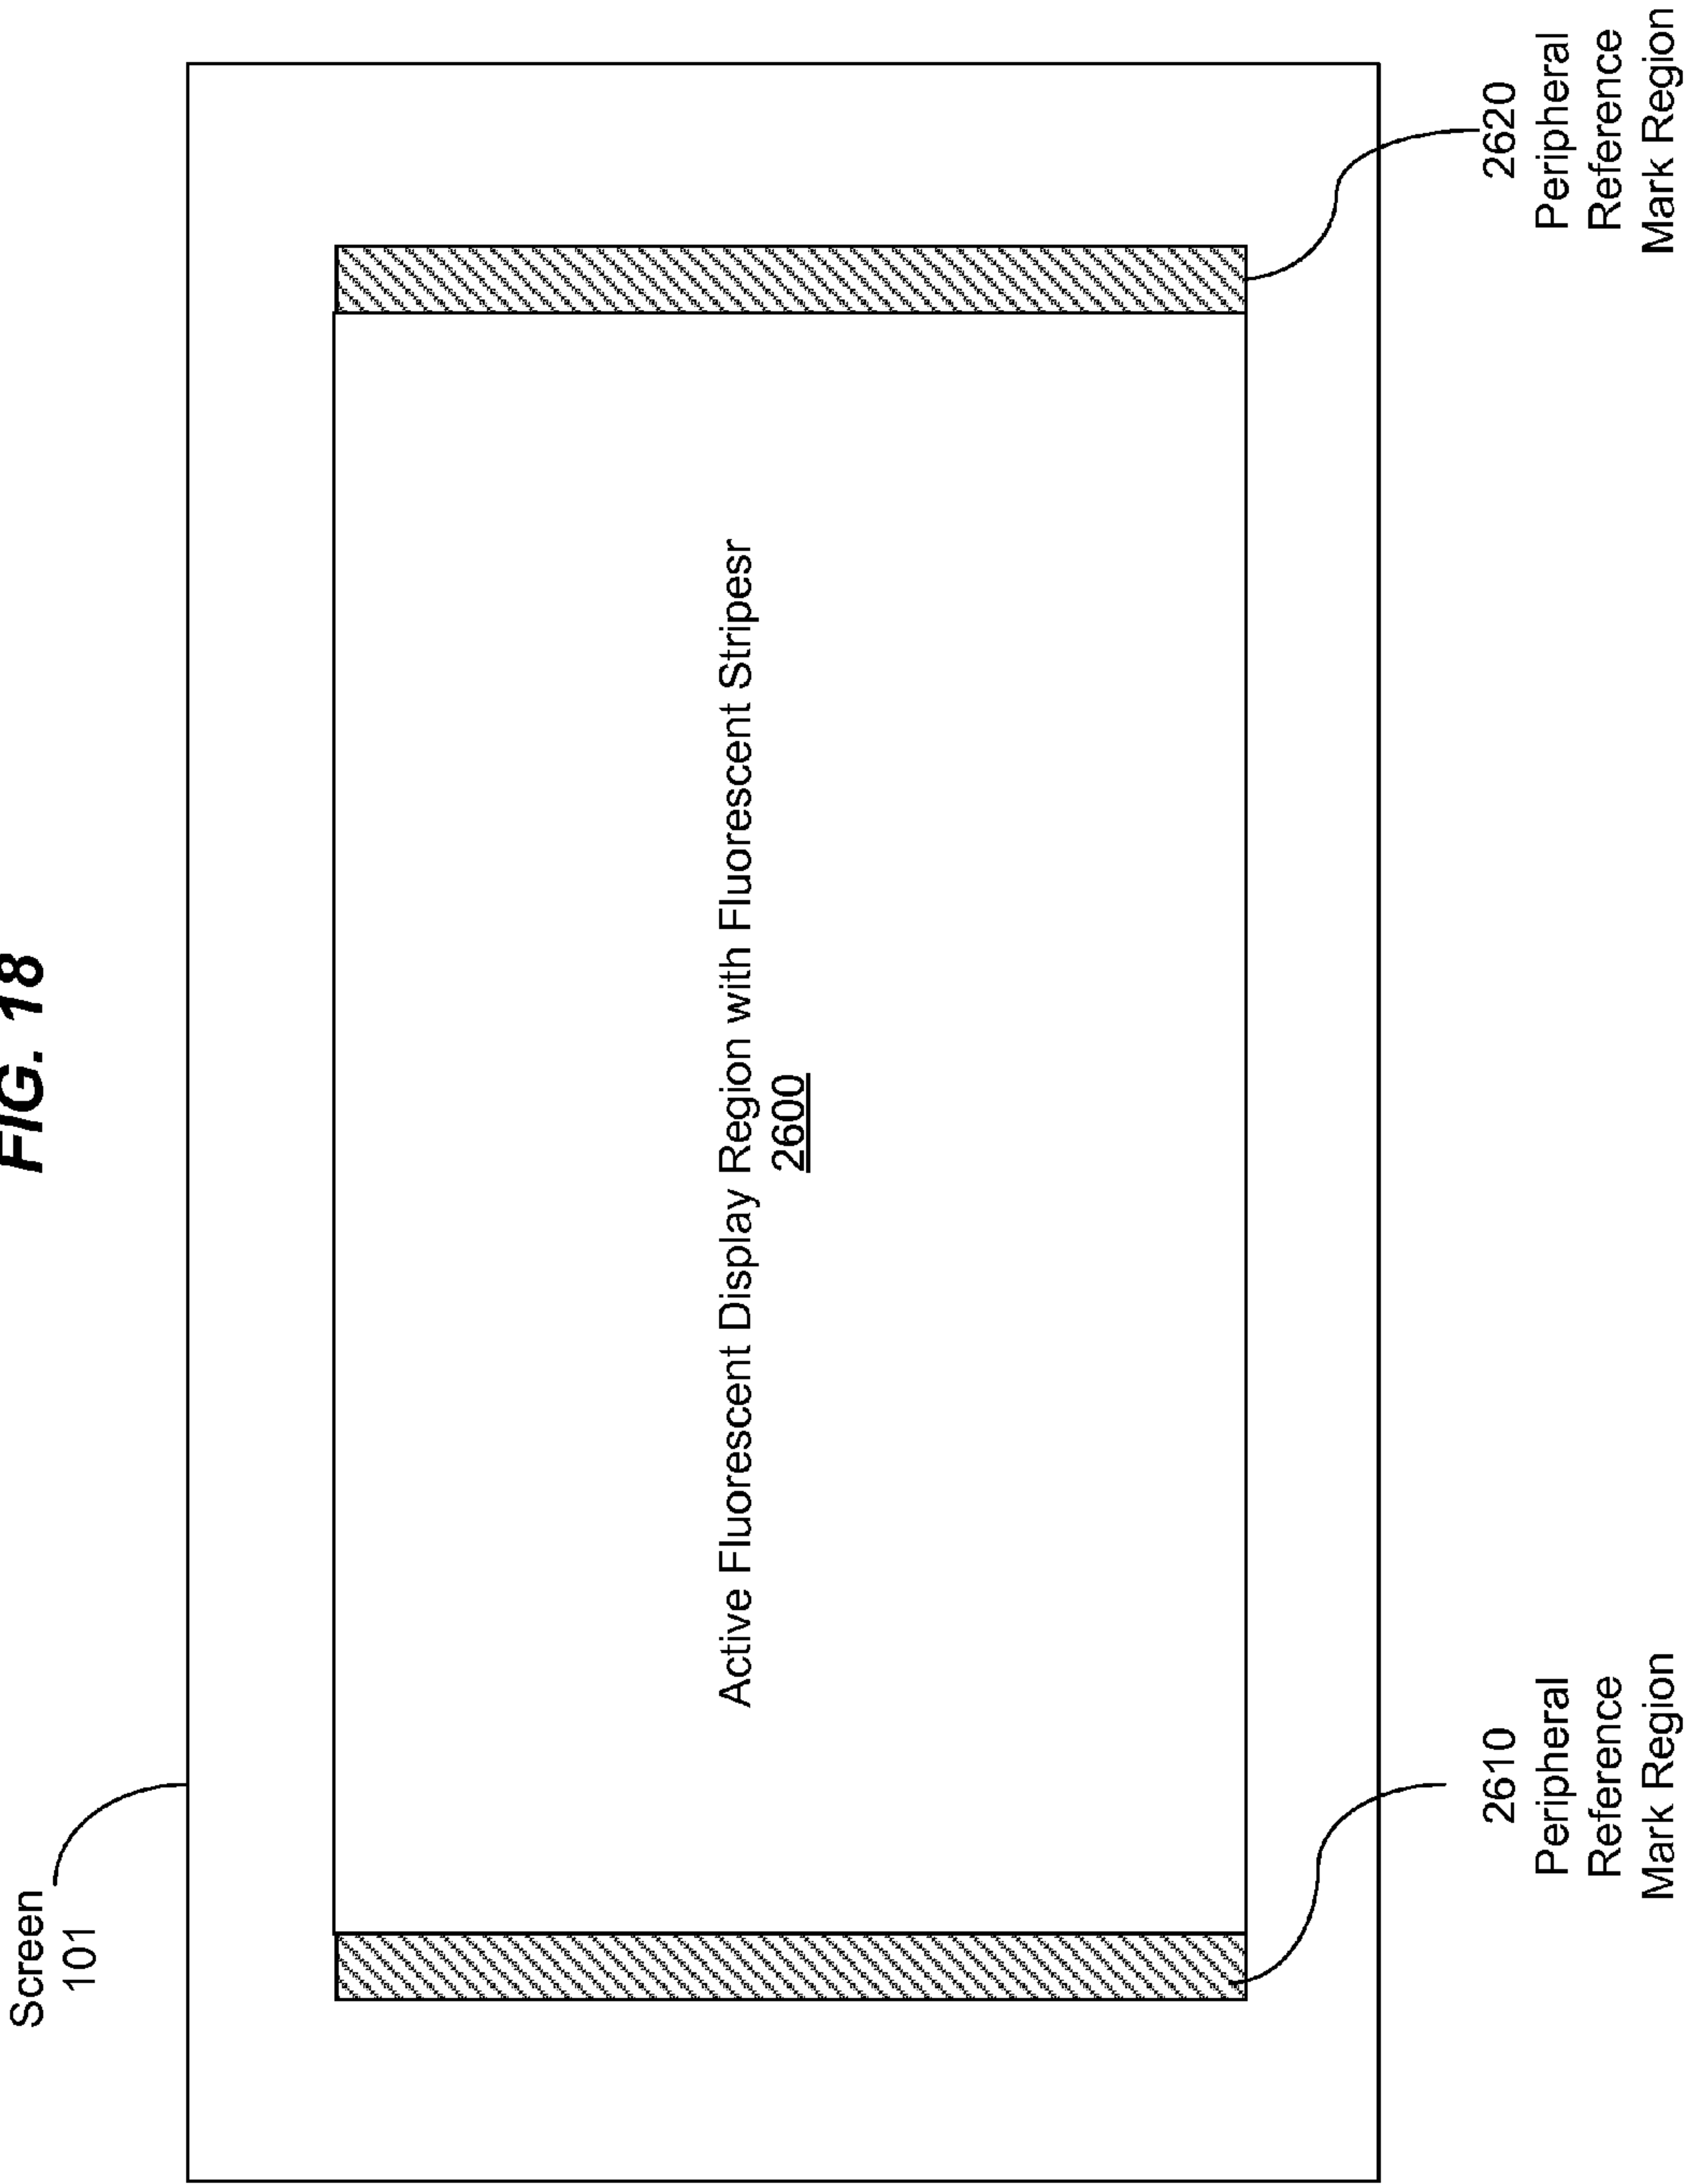 FIG. 18
Screen
101
Active Fluorescent Display Region with Fluorescent Stripesr
2600
2610
Peripheral
Reference
Mark Region
2620
Peripheral
Reference
Mark Region